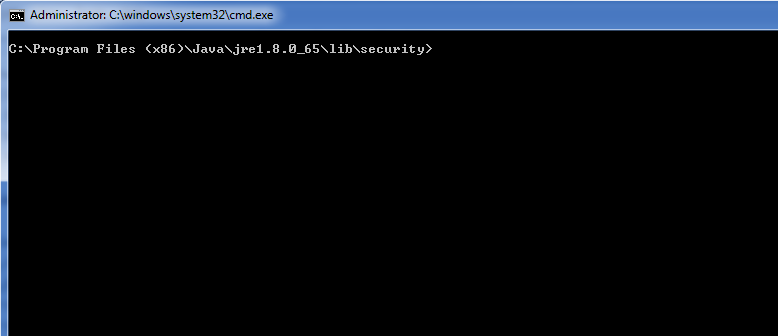 Administrator: C:\windows\system32\cmd.exe
C:\Program Files (x86)\Java\jre1.8.0_65\lib\security>